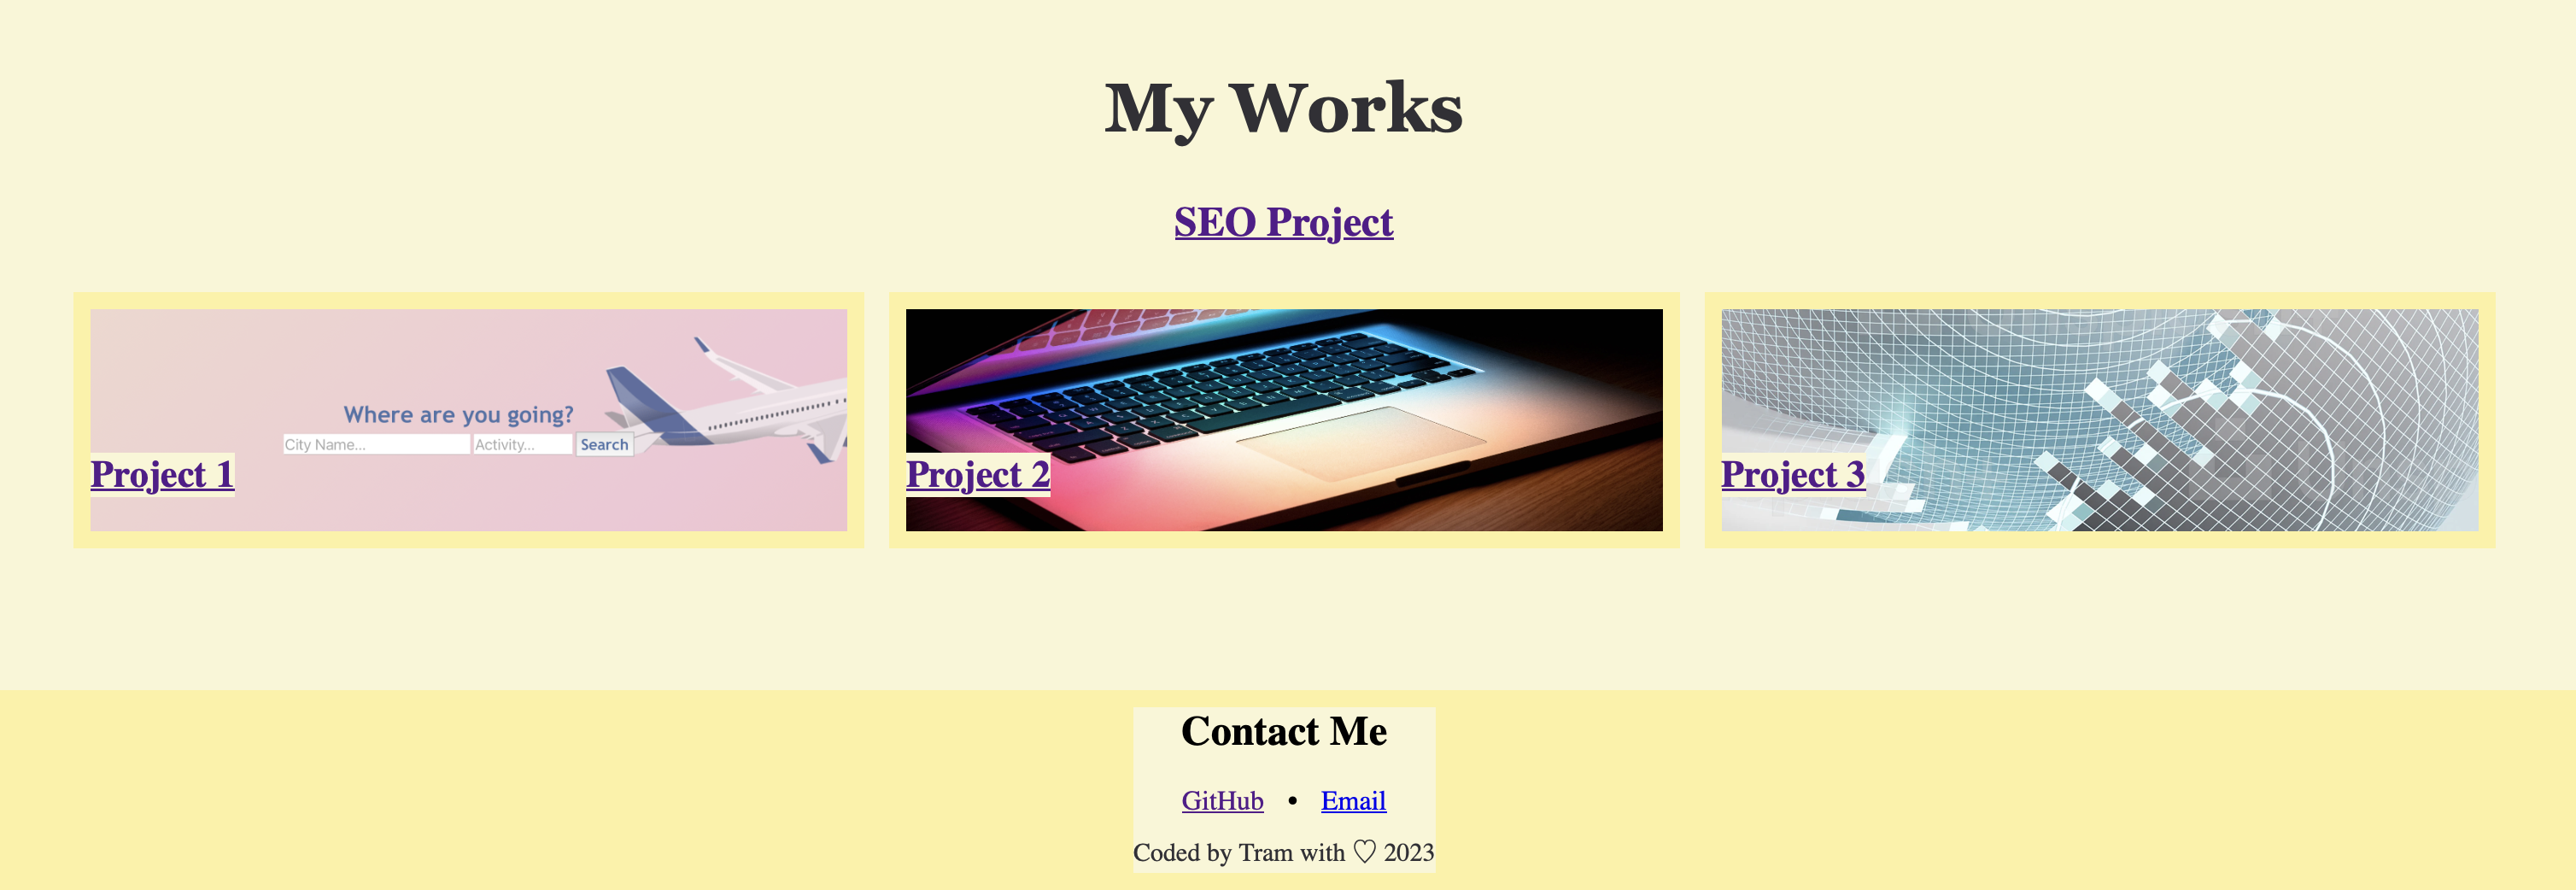 My Works
SEO Project
Where are you going?
City Name... Activity... Search
Project 1
Project 2
Project 3
Contact Me
GitHub • Email
Coded by Tram with ♡ 2023